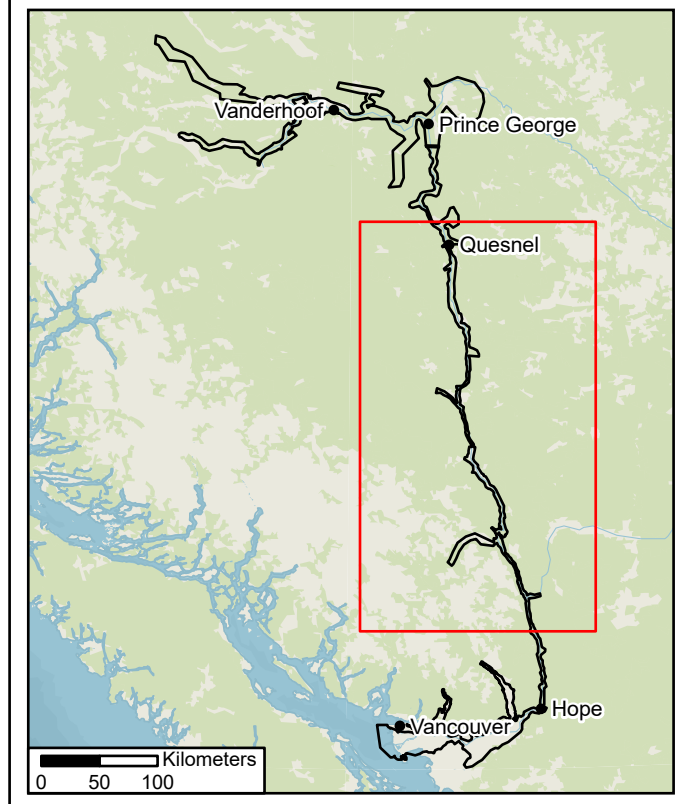 Vanderhoof
Prince George
Quesnel
Hope
Vancouver
Kilometers
0 50 100